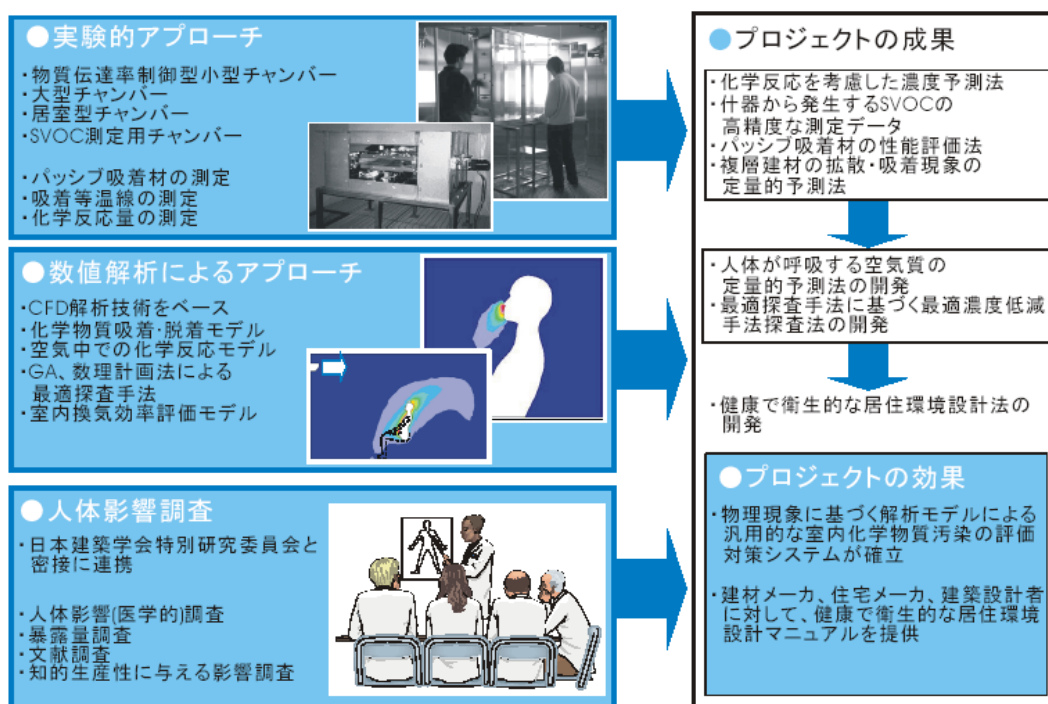 ●実験的アプローチ
・物質伝達率制御型小型チャンバー
・大型チャンバー
・居室型チャンバー
・SVOC測定用チャンバー
・パッシブ吸着材の測定
・吸着等温線の測定
・化学反応量の測定
●数値解析によるアプローチ
・CFD解析技術をベース
・化学物質吸着・脱着モデル
・空気中での化学反応モデル
・GA、数理計画法による
最適探査手法
・室内換気効率評価モデル
●人体影響調査
・日本建築学会特別研究委員会と
密接に連携
・人体影響(医学的)調査
・暴露量調査
・文献調査
・知的生産性に与える影響調査
●プロジェクトの成果
・化学反応を考慮した濃度予測法
・什器から発生するSVOCの
高精度な測定データ
・パッシブ吸着材の性能評価法
・複層建材の拡散・吸着現象の
定量的予測法
・人体が呼吸する空気質の
定量的予測法の開発
・最適探査手法に基づく最適濃度低減
手法探査法の開発
・健康で衛生的な居住環境設計法の
開発
●プロジェクトの効果
・物理現象に基づく解析モデルによる
汎用的な室内化学物質汚染の評価
対策システムが確立
・建材メーカ、住宅メーカ、建築設計者
に対して、健康で衛生的な居住環境
設計マニュアルを提供